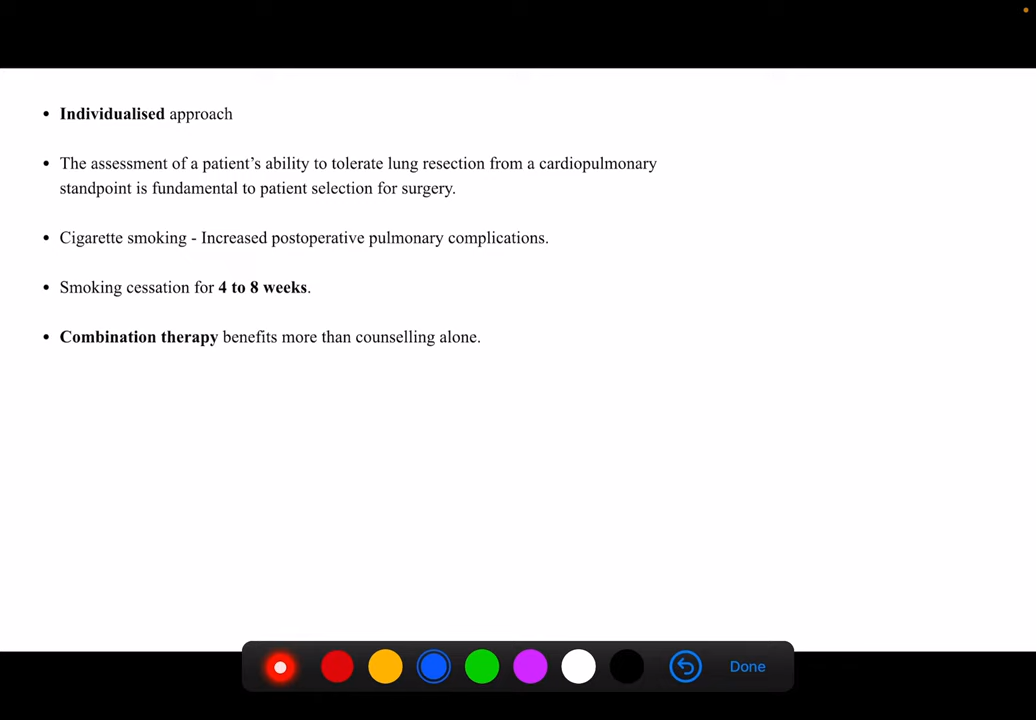 • Individualised approach
• The assessment of a patient’s ability to tolerate lung resection from a cardiopulmonary
standpoint is fundamental to patient selection for surgery.
• Cigarette smoking - Increased postoperative pulmonary complications.
• Smoking cessation for 4 to 8 weeks.
• Combination therapy benefits more than counselling alone.
Done